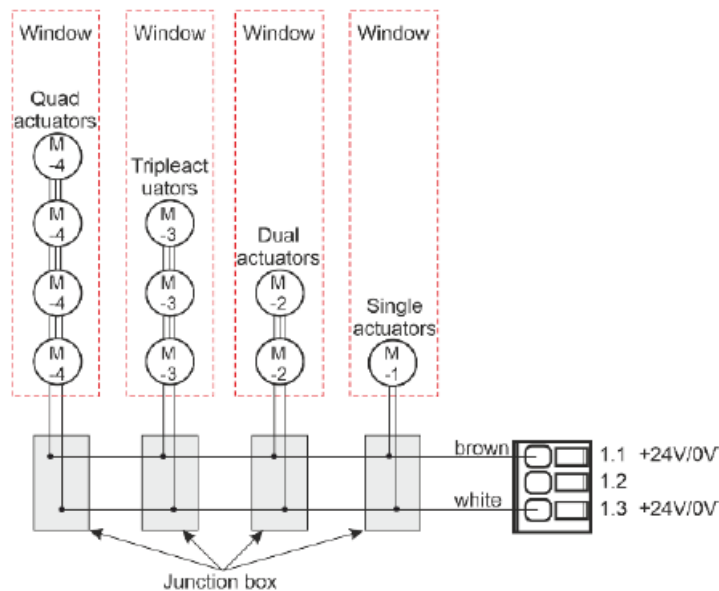 Window
Window
Window
Window
Quad
actuators
M
-4
M
-4
M
-4
M
-4
Tripleact
uators
M
-3
M
-3
M
-3
Dual
actuators
M
-2
M
-2
Single
actuators
M
-1
brown
1.1 +24V/0V
1.2
white
1.3 +24V/0V
Junction box